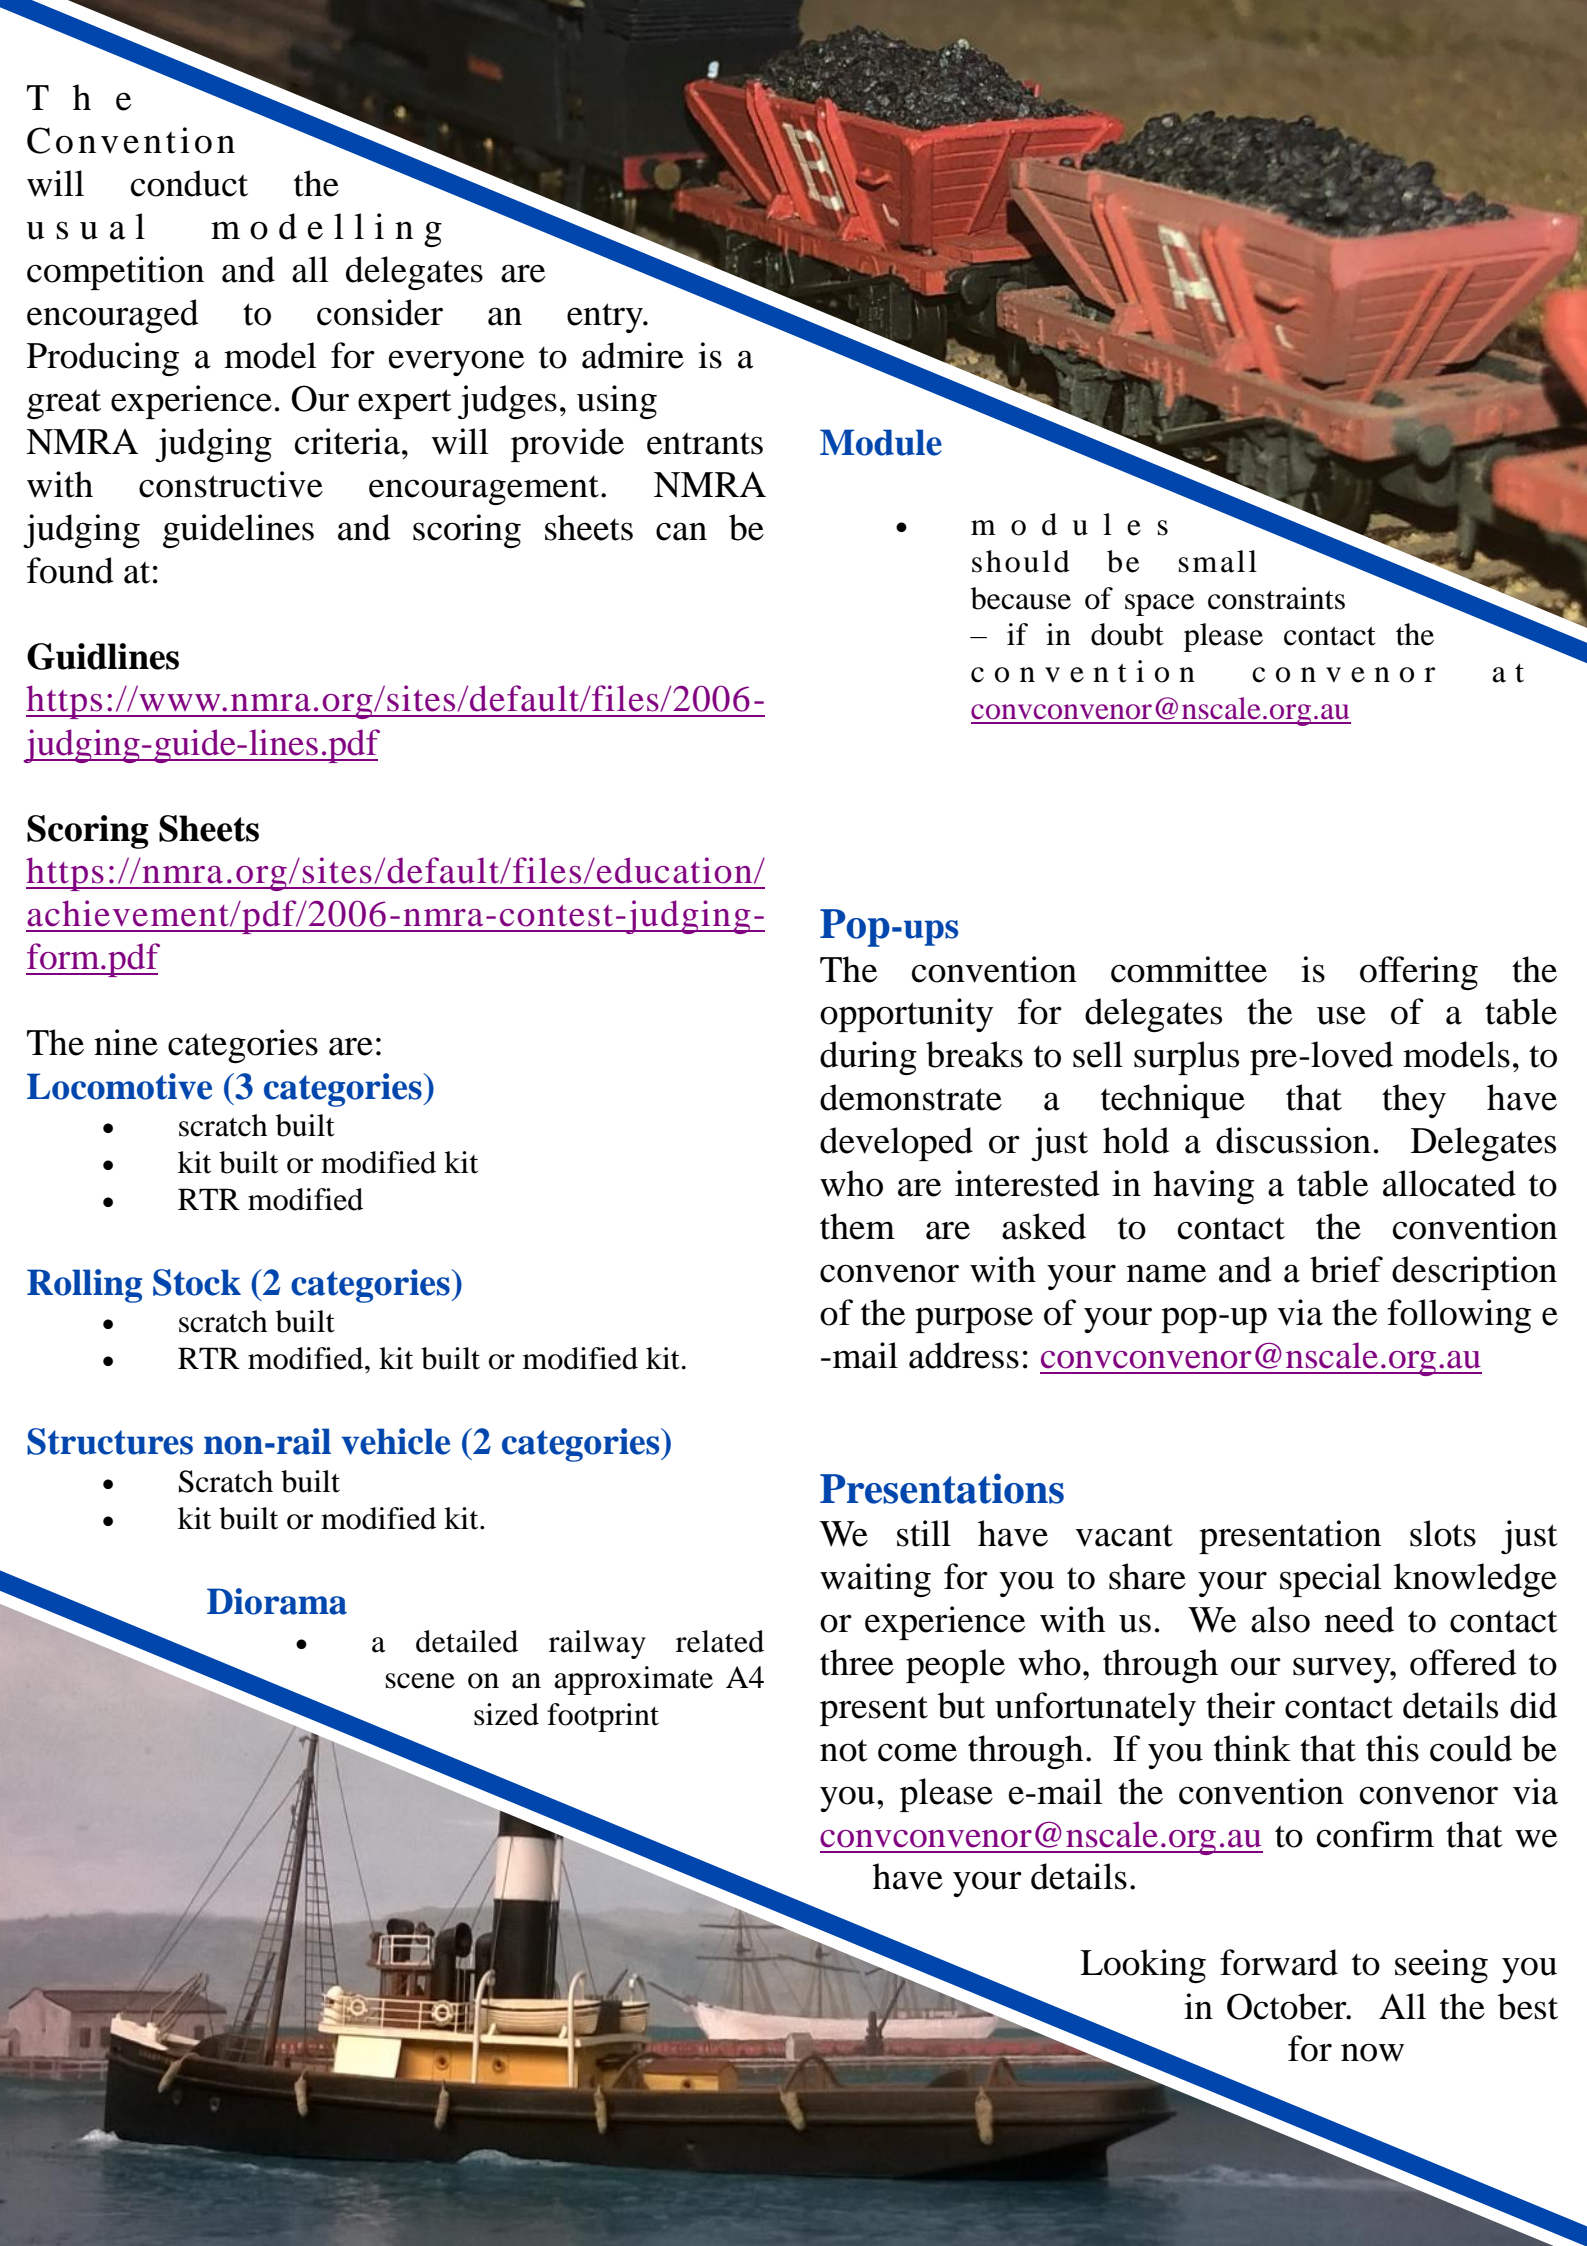 The
Convention
will conduct the
usual modelling
competition and all delegates are
encouraged to consider an entry.
Producing a model for everyone to admire is a
great experience. Our expert judges, using
NMRA judging criteria, will provide entrants
with constructive encouragement. NMRA
judging guidelines and scoring sheets can be
found at:
Guidlines
https://www.nmra.org/sites/default/files/2006-
judging-guide-lines.pdf
Scoring Sheets
https://nmra.org/sites/default/files/education/
achievement/pdf/2006-nmra-contest-judging-
form.pdf
The nine categories are:
Locomotive (3 categories)
• scratch built
• kit built or modified kit
• RTR modified
Rolling Stock (2 categories)
• scratch built
• RTR modified, kit built or modified kit.
Structures non-rail vehicle (2 categories)
• Scratch built
• kit built or modified kit.
Diorama
• a detailed railway related
scene on an approximate A4
sized footprint
B
A
Module
• modules
should be small
because of space constraints
– if in doubt please contact the
convention convenor at
convconvenor@nscale.org.au
Pop-ups
The convention committee is offering the
opportunity for delegates the use of a table
during breaks to sell surplus pre-loved models, to
demonstrate a technique that they have
developed or just hold a discussion. Delegates
who are interested in having a table allocated to
them are asked to contact the convention
convenor with your name and a brief description
of the purpose of your pop-up via the following e
-mail address: convconvenor@nscale.org.au
Presentations
We still have vacant presentation slots just
waiting for you to share your special knowledge
or experience with us. We also need to contact
three people who, through our survey, offered to
present but unfortunately their contact details did
not come through. If you think that this could be
you, please e-mail the convention convenor via
convconvenor@nscale.org.au to confirm that we
have your details.
Looking forward to seeing you
in October. All the best
for now